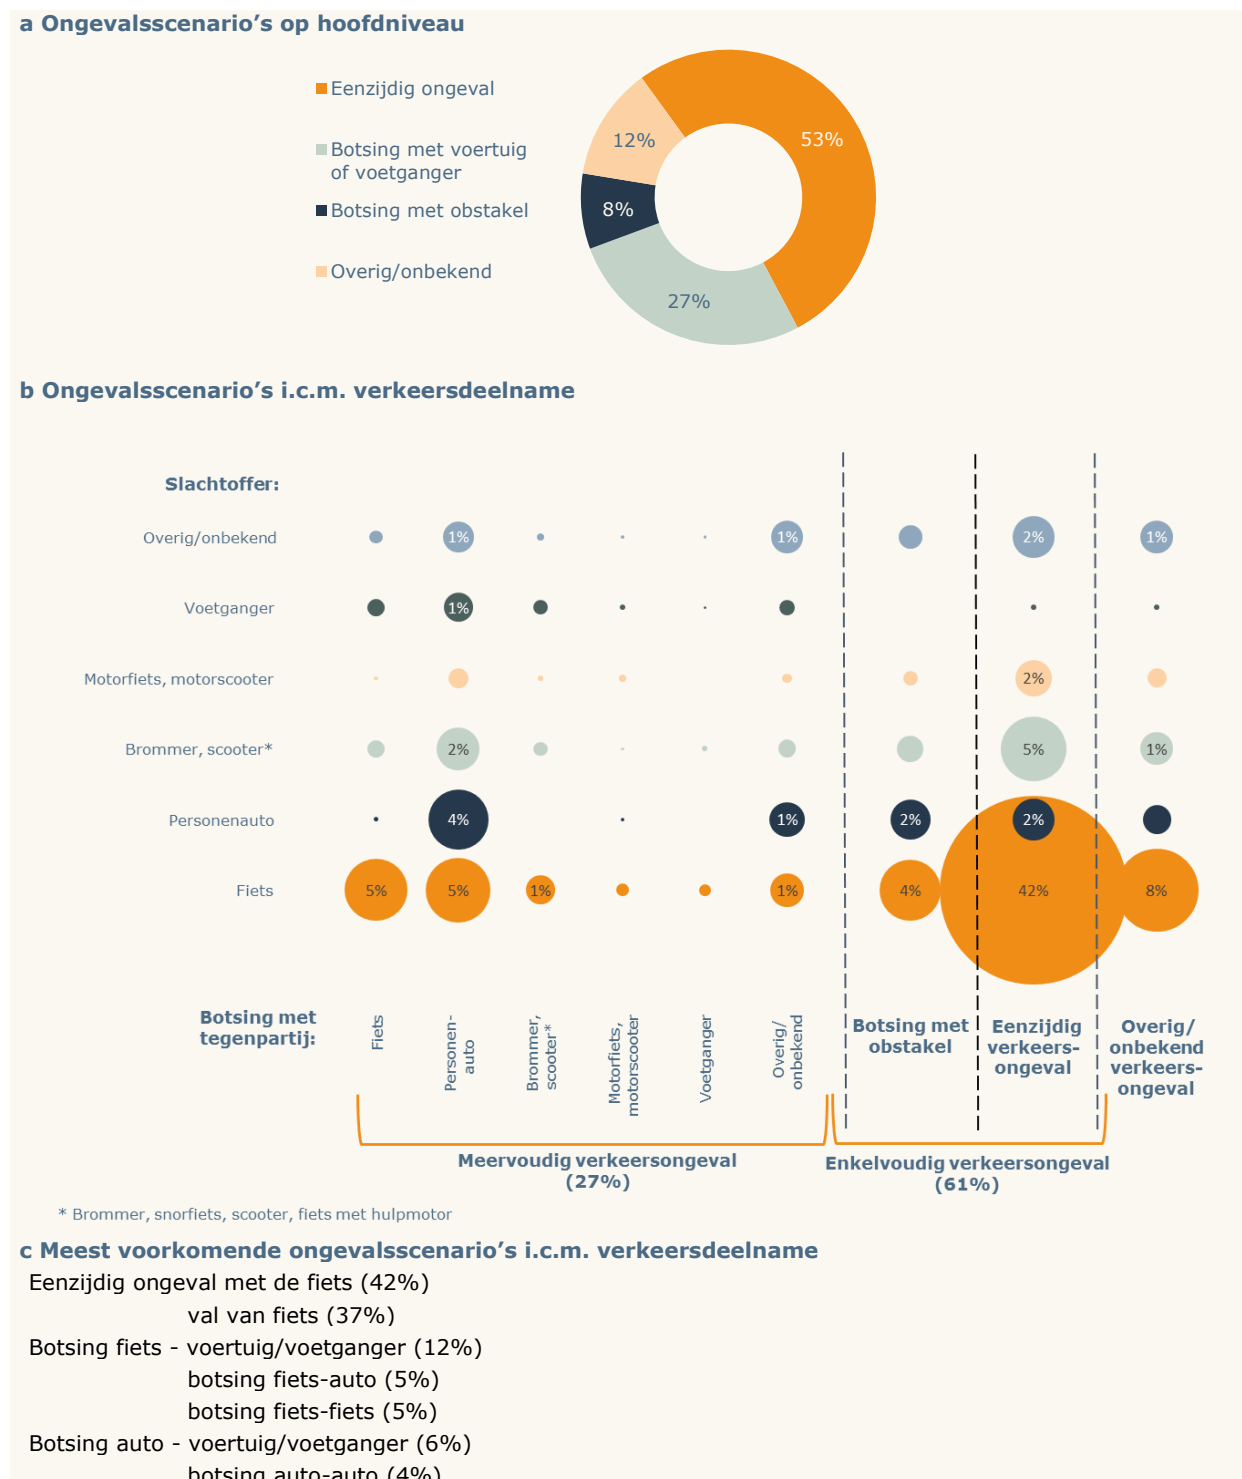 a Ongevalsscenario's op hoofdniveau
Eenzijdig ongeval
Botsing met voertuig
of voetganger
Botsing met obstakel
Overig/onbekend
53%
12%
8%
27%
b Ongevalsscenario's i.c.m. verkeersdeelname
Slachtoffer:
Overig/onbekend
1%
1%
2%
1%
Voetganger
1%
Motorfiets, motorscooter
2%
Brommer, scooter*
2%
5%
1%
Personenauto
4%
1%
2%
2%
Fiets
5%
5%
1%
1%
4%
42%
8%
Botsing met
tegenpartij:
Fiets
Personen-
auto
Brommer,
scooter*
Motorfiets,
motorscooter
Voetganger
Overig/
onbekend
Botsing met
obstakel
Eenzijdig
verkeers-
ongeval
Overig/
onbekend
verkeers-
ongeval
Meervoudig verkeersongeval
(27%)
Enkelvoudig verkeersongeval
(61%)
* Brommer, snorfiets, scooter, fiets met hulpmotor
c Meest voorkomende ongevalsscenario's i.c.m. verkeersdeelname
Eenzijdig ongeval met de fiets (42%)
val van fiets (37%)
Botsing fiets - voertuig/voetganger (12%)
botsing fiets-auto (5%)
botsing fiets-fiets (5%)
Botsing auto - voertuig/voetganger (6%)
botsing auto-auto (4%)